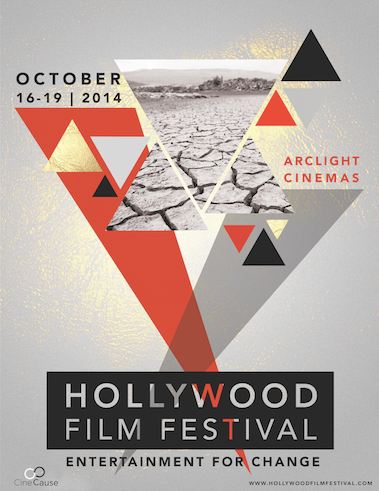 OCTOBER
16-19 | 2014
ARCLIGHT
CINEMAS
HOLLYWOOD
FILM FESTIVAL
ENTERTAINMENT FOR CHANGE
CineCause
WWW.HOLLYWOODFILMFESTIVAL.COM